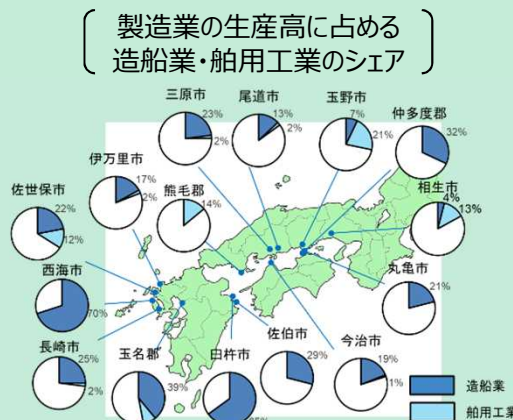 製造業の生産高に占める
造船業・舶用工業のシェア
三原市
23%
2%
尾道市
13%
2%
玉野市
7%
21%
仲多度郡
32%
伊万里市
17%
2%
熊毛郡
14%
相生市
4%
13%
佐世保市
22%
12%
西海市
70%
丸亀市
21%
長崎市
25%
2%
玉名郡
39%
臼杵市
佐伯市
29%
今治市
19%
1%
造船業
舶用工業